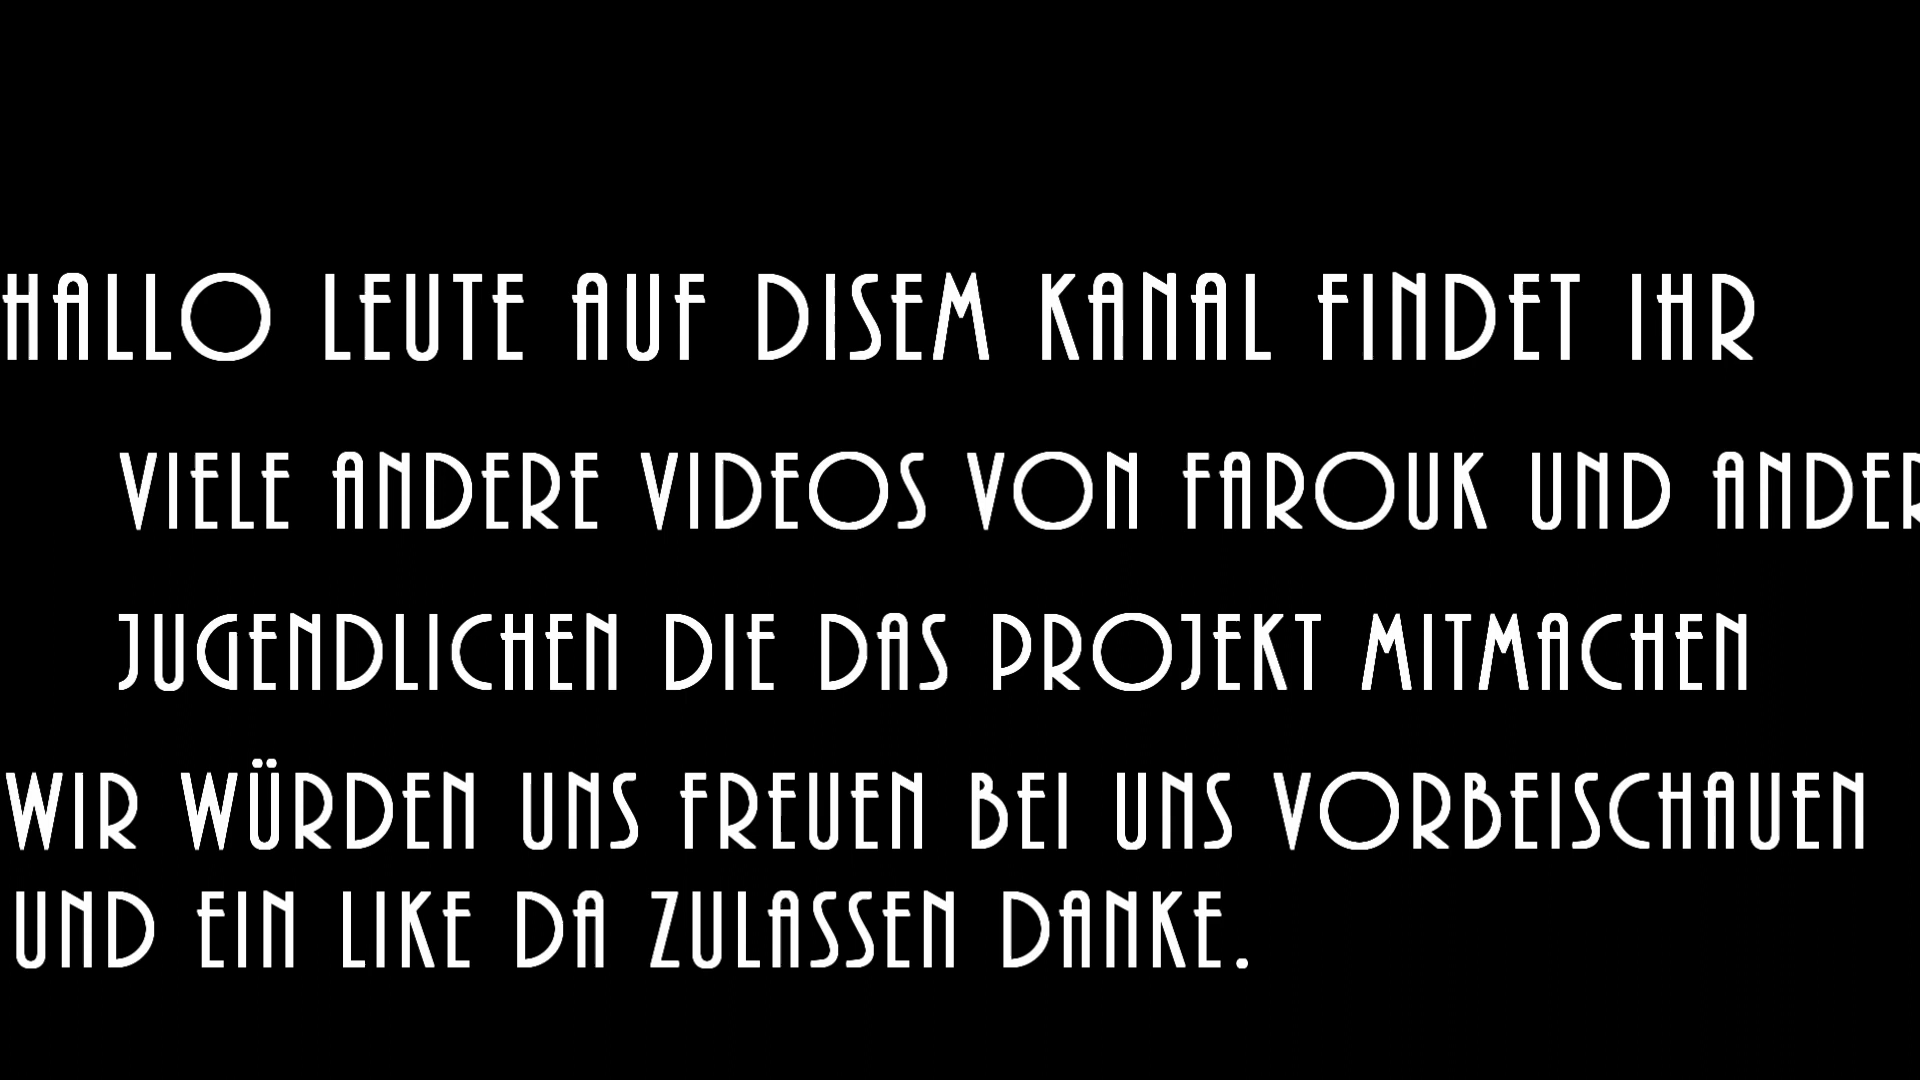 HALLO LEUTE AUF DISEM KANAL FINDET IHR
VIELE ANDERE VIDEOS VON FAROUK UND ANDER
JUGENDLICHEN DIE DAS PROJEKT MITMACHEN
WIR WÜRDEN UNS FREUEN BEI UNS VORBEISCHAUEN
UND EIN LIKE DA ZULASSEN DANKE.